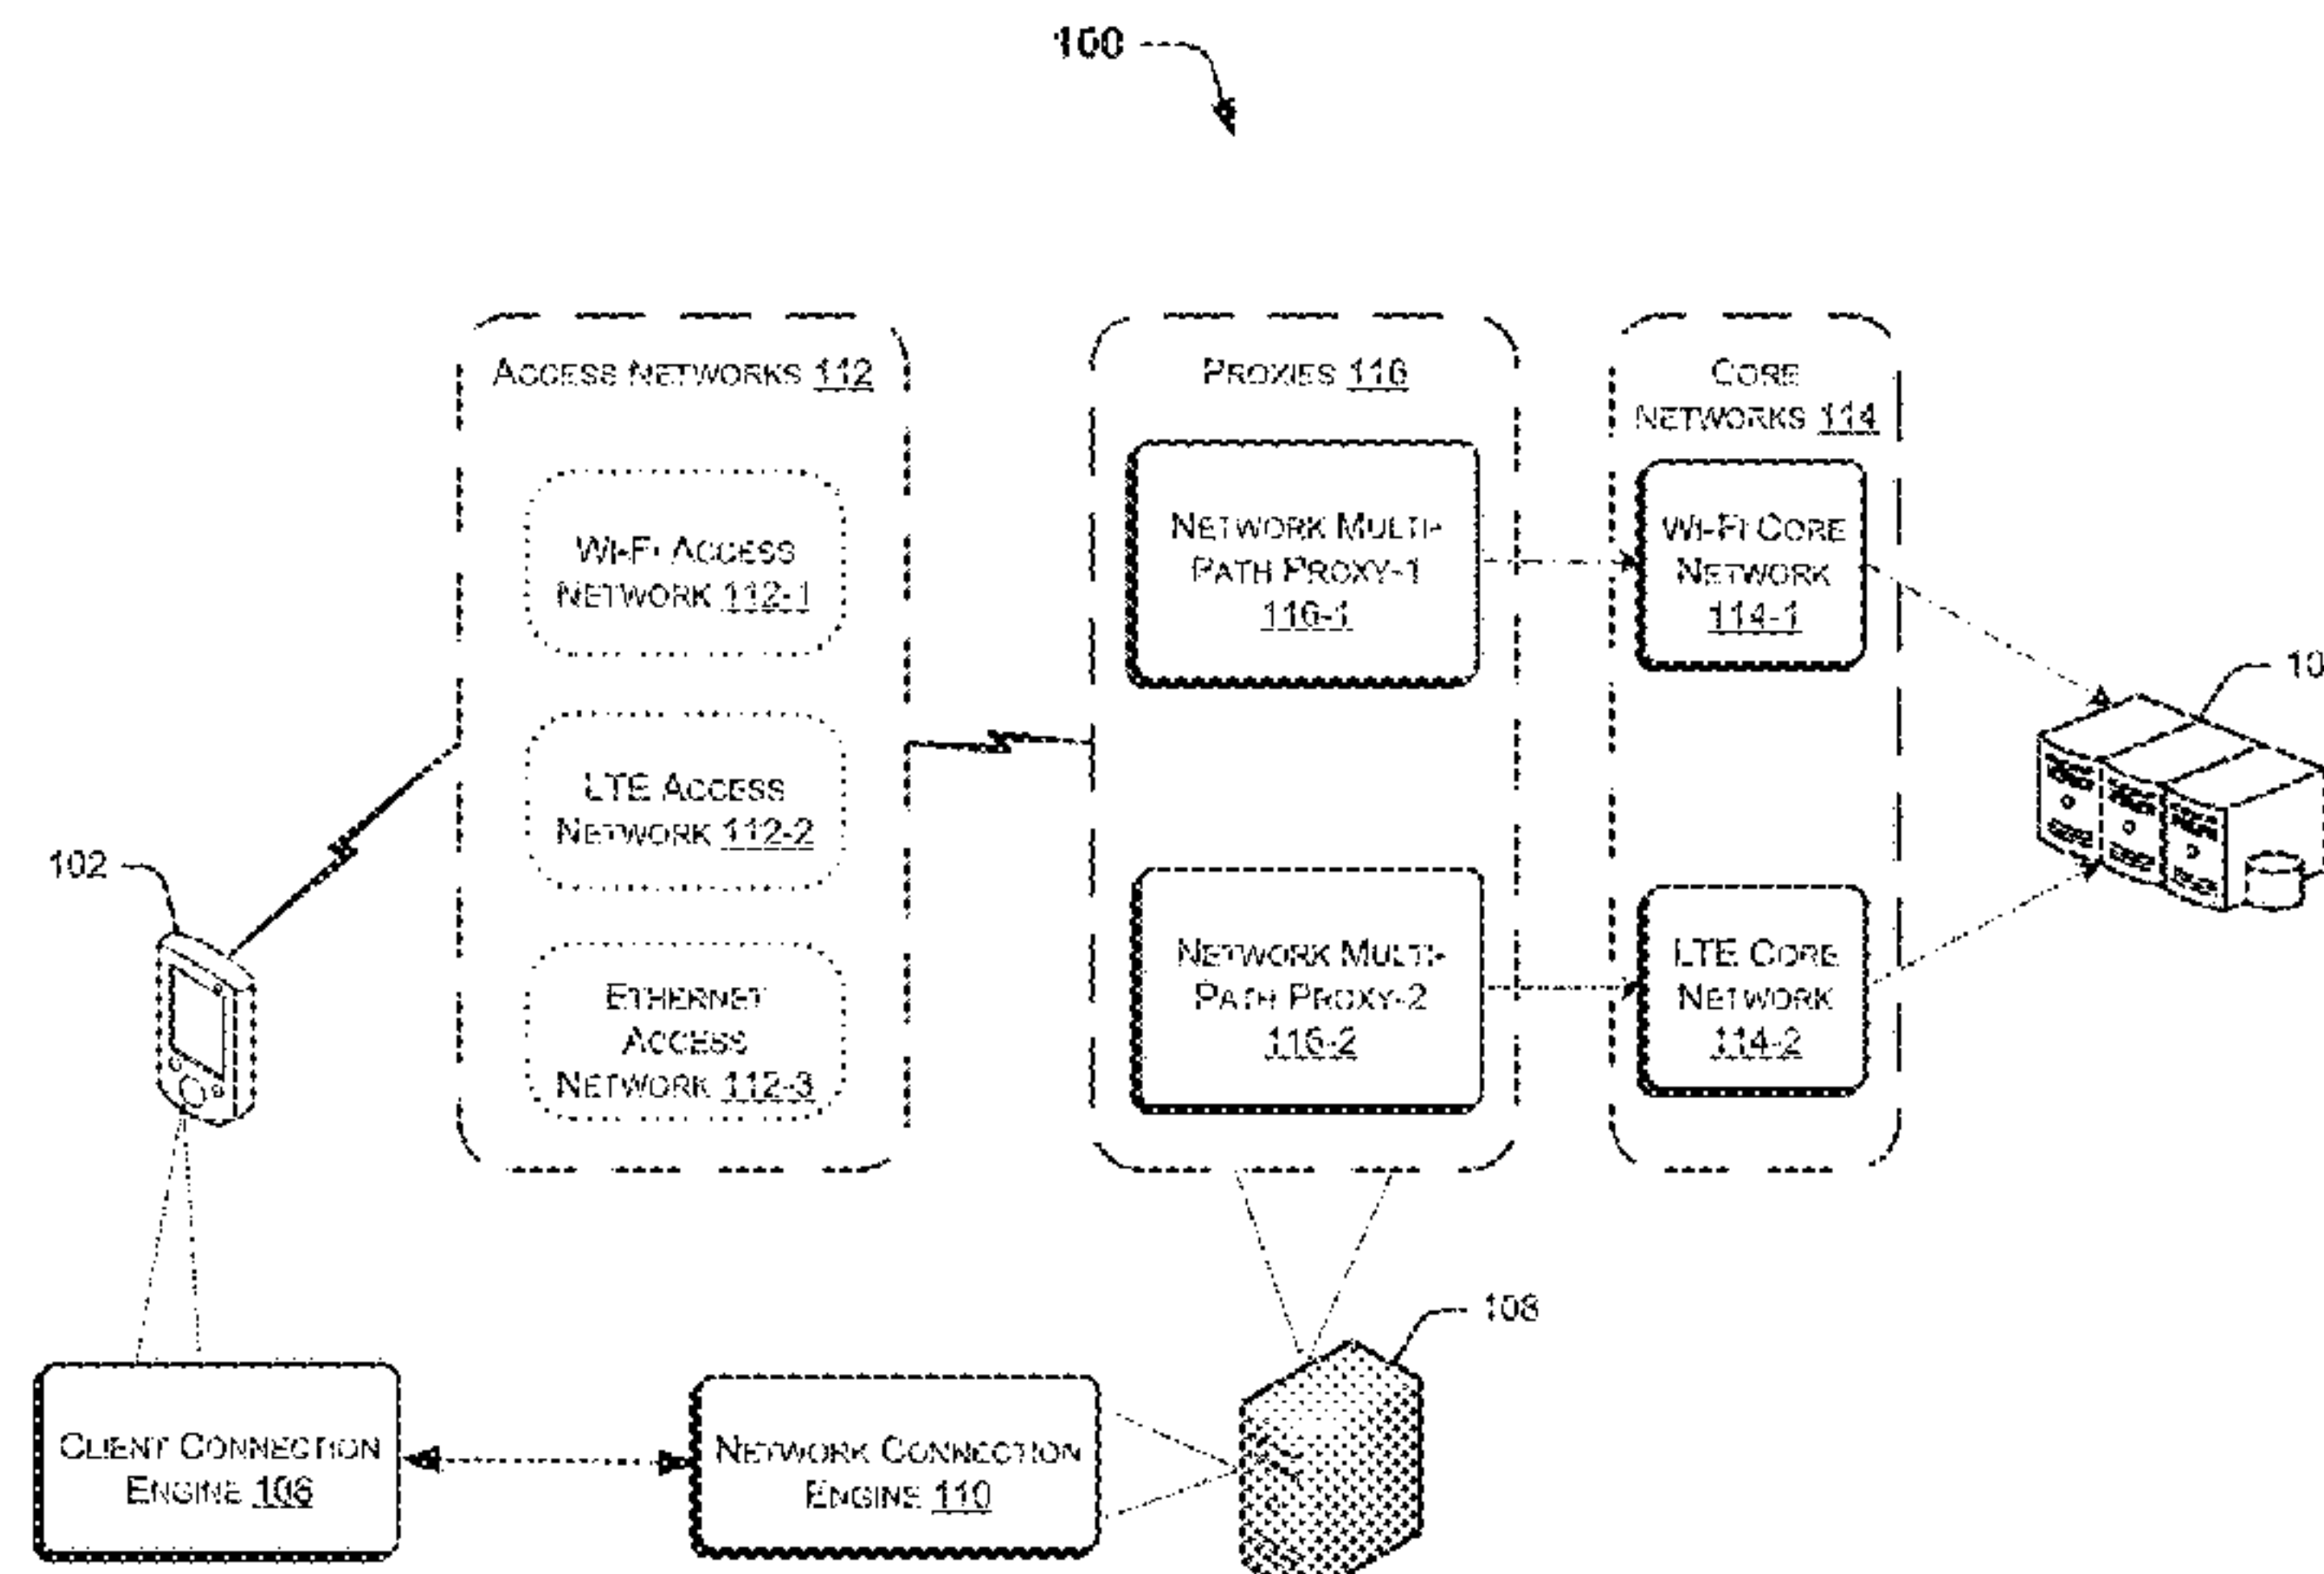 100
ACCESS NETWORKS 112
WI-FI ACCESS
NETWORK 112-1
LTE ACCESS
NETWORK 112-2
ETHERNET
ACCESS
NETWORK 112-3
PROXIES 116
NETWORK MULTI-
PATH PROXY-1
116-1
NETWORK MULTI-
PATH PROXY-2
116-2
CORE
NETWORKS 114
WI-FI CORE
NETWORK
114-1
LTE CORE
NETWORK
114-2
102
108
CLIENT CONNECTION
ENGINE 106
NETWORK CONNECTION
ENGINE 110